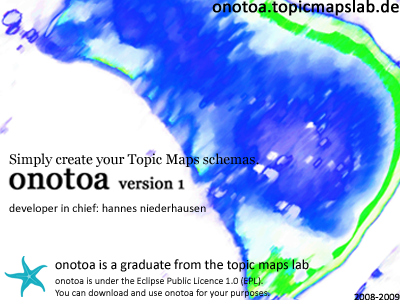 onotoa.topicmapslab.de
Simply create your Topic Maps schemas.
onotoa version 1
developer in chief: hannes niederhausen
onotoa is a graduate from the topic maps lab
onotoa is under the Eclipse Public Licence 1.0 (EPL).
You can download and use onotoa for your purposes.
2008-2009